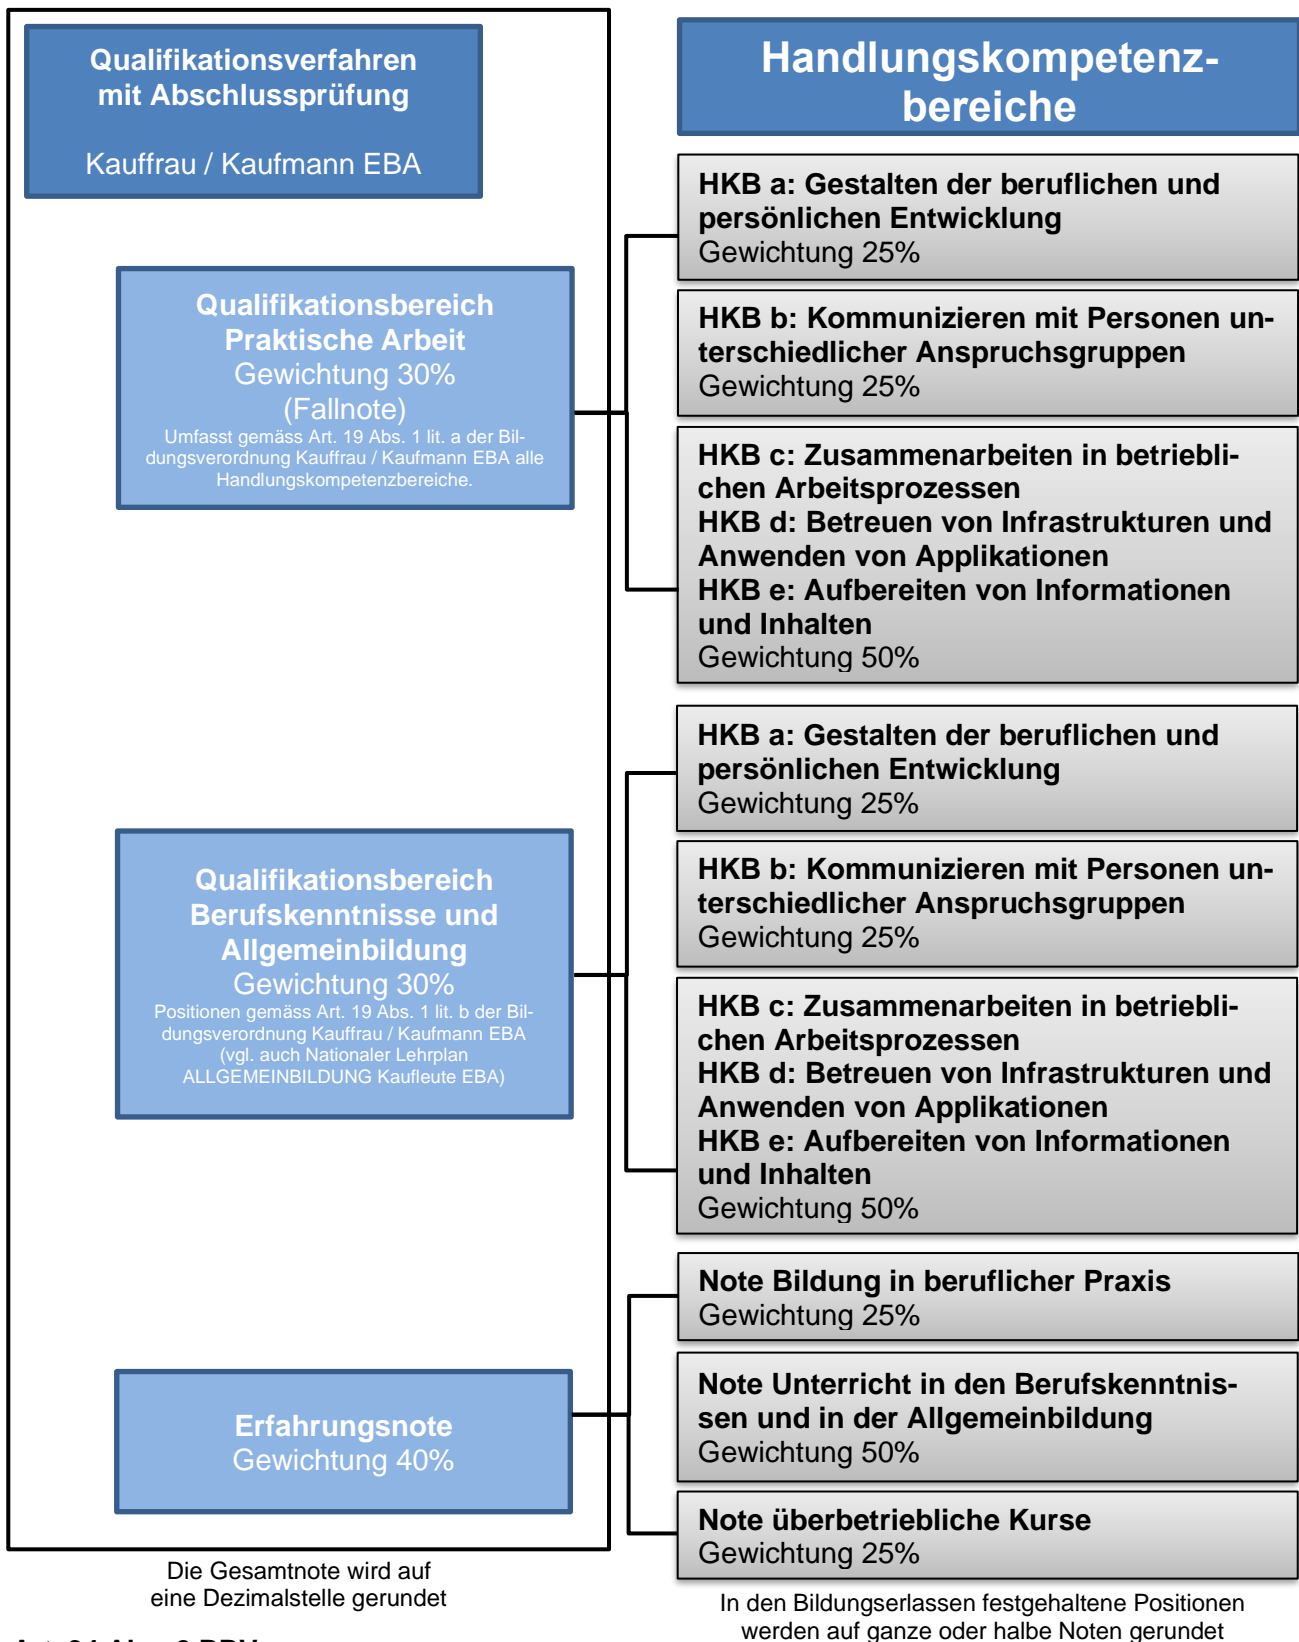 Qualifikationsverfahren
mit Abschlussprüfung
Kauffrau / Kaufmann EBA
Handlungskompetenz-
bereiche
Qualifikationsbereich
Praktische Arbeit
Gewichtung 30%
(Fallnote)
Umfasst gemäss Art. 19 Abs. 1 lit. a der Bil-
dungsverordnung Kauffrau / Kaufmann EBA alle
Handlungskompetenzbereiche.
HKB a: Gestalten der beruflichen und
persönlichen Entwicklung
Gewichtung 25%
HKB b: Kommunizieren mit Personen un-
terschiedlicher Anspruchsgruppen
Gewichtung 25%
HKB c: Zusammenarbeiten in betriebli-
chen Arbeitsprozessen
HKB d: Betreuen von Infrastrukturen und
Anwenden von Applikationen
HKB e: Aufbereiten von Informationen
und Inhalten
Gewichtung 50%
Qualifikationsbereich
Berufskenntnisse und
Allgemeinbildung
Gewichtung 30%
Positionen gemäss Art. 19 Abs. 1 lit. b der Bil-
dungsverordnung Kauffrau / Kaufmann EBA
(vgl. auch Nationaler Lehrplan
ALLGEMEINBILDUNG Kaufleute EBA)
HKB a: Gestalten der beruflichen und
persönlichen Entwicklung
Gewichtung 25%
HKB b: Kommunizieren mit Personen un-
terschiedlicher Anspruchsgruppen
Gewichtung 25%
HKB c: Zusammenarbeiten in betriebli-
chen Arbeitsprozessen
HKB d: Betreuen von Infrastrukturen und
Anwenden von Applikationen
HKB e: Aufbereiten von Informationen
und Inhalten
Gewichtung 50%
Erfahrungsnote
Gewichtung 40%
Note Bildung in beruflicher Praxis
Gewichtung 25%
Note Unterricht in den Berufskenntnis-
sen und in der Allgemeinbildung
Gewichtung 50%
Note überbetriebliche Kurse
Gewichtung 25%
Die Gesamtnote wird auf
eine Dezimalstelle gerundet
In den Bildungserlassen festgehaltene Positionen
werden auf ganze oder halbe Noten gerundet